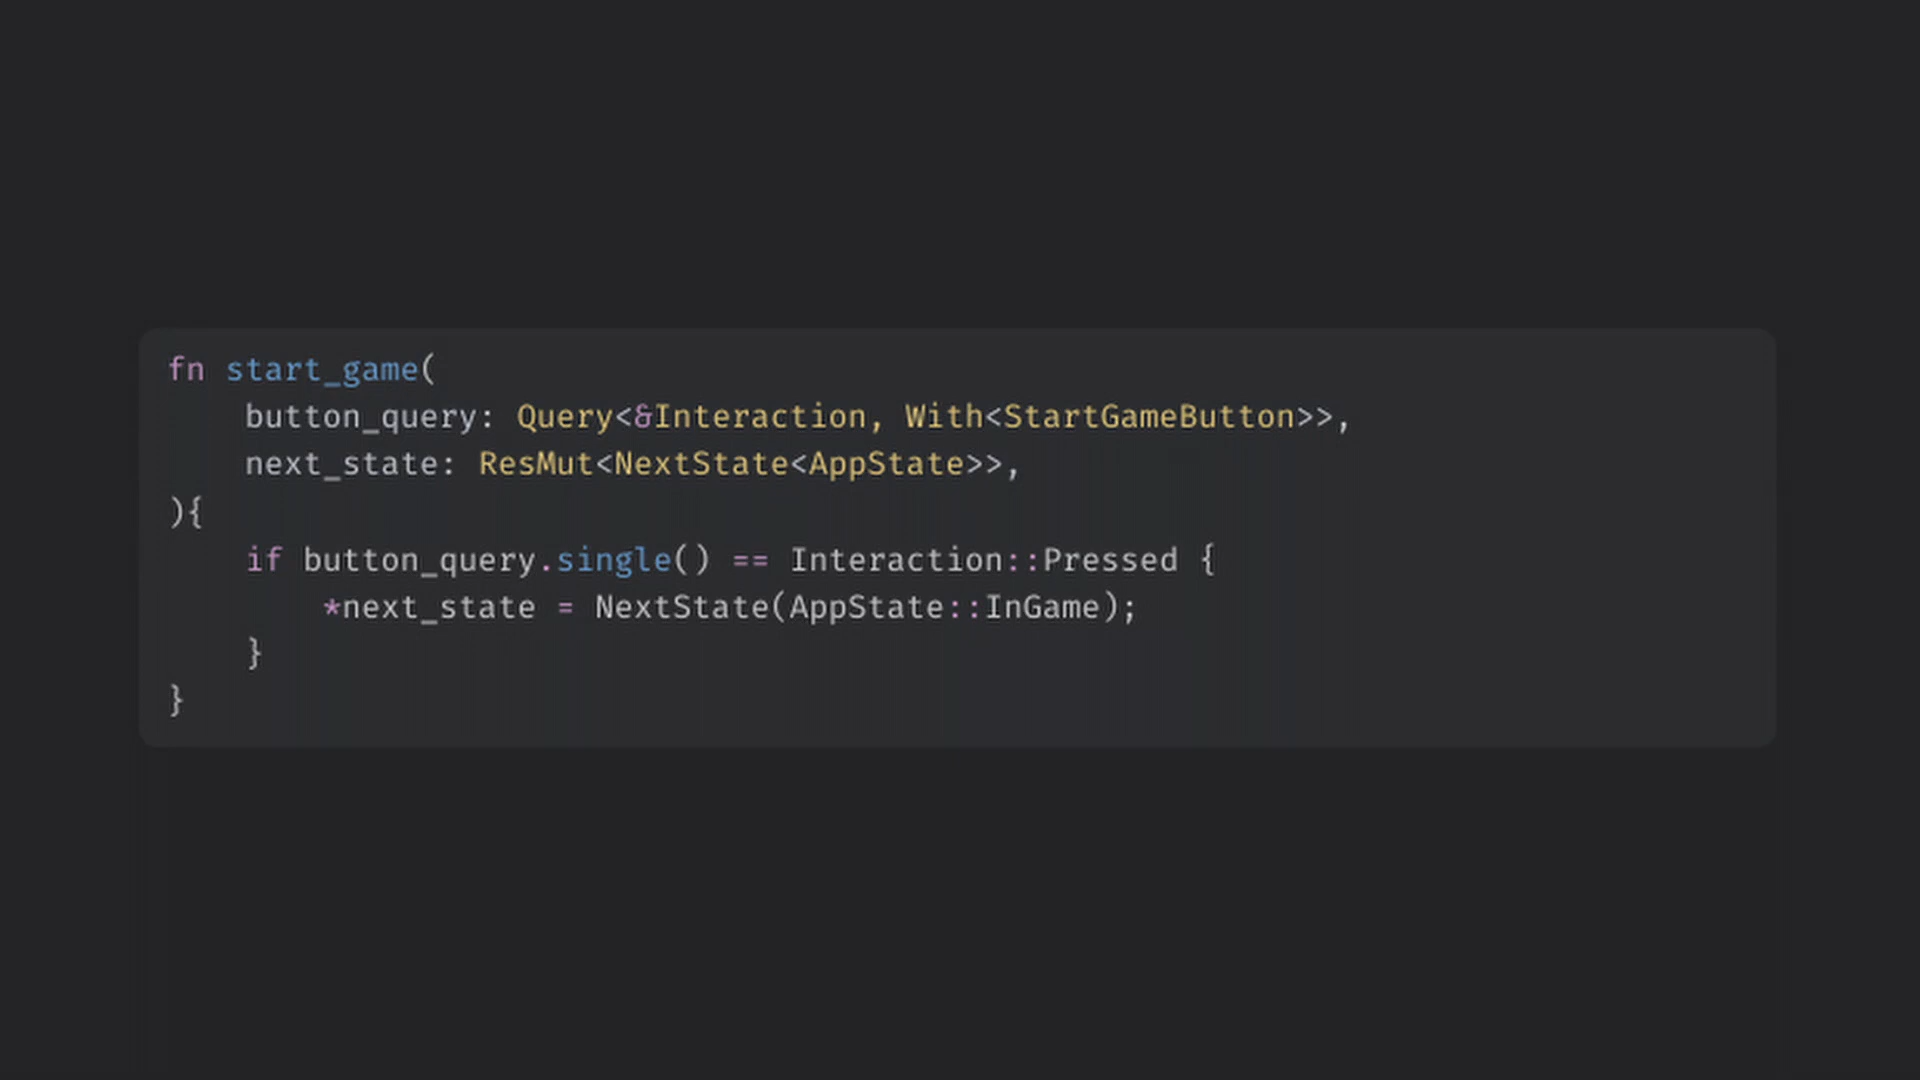 fn start_game(
    button_query: Query<&Interaction, With<StartGameButton>>,
    next_state: ResMut<NextState<AppState>>,
){
    if button_query.single() == Interaction::Pressed {
        *next_state = NextState(AppState::InGame);
    }
}